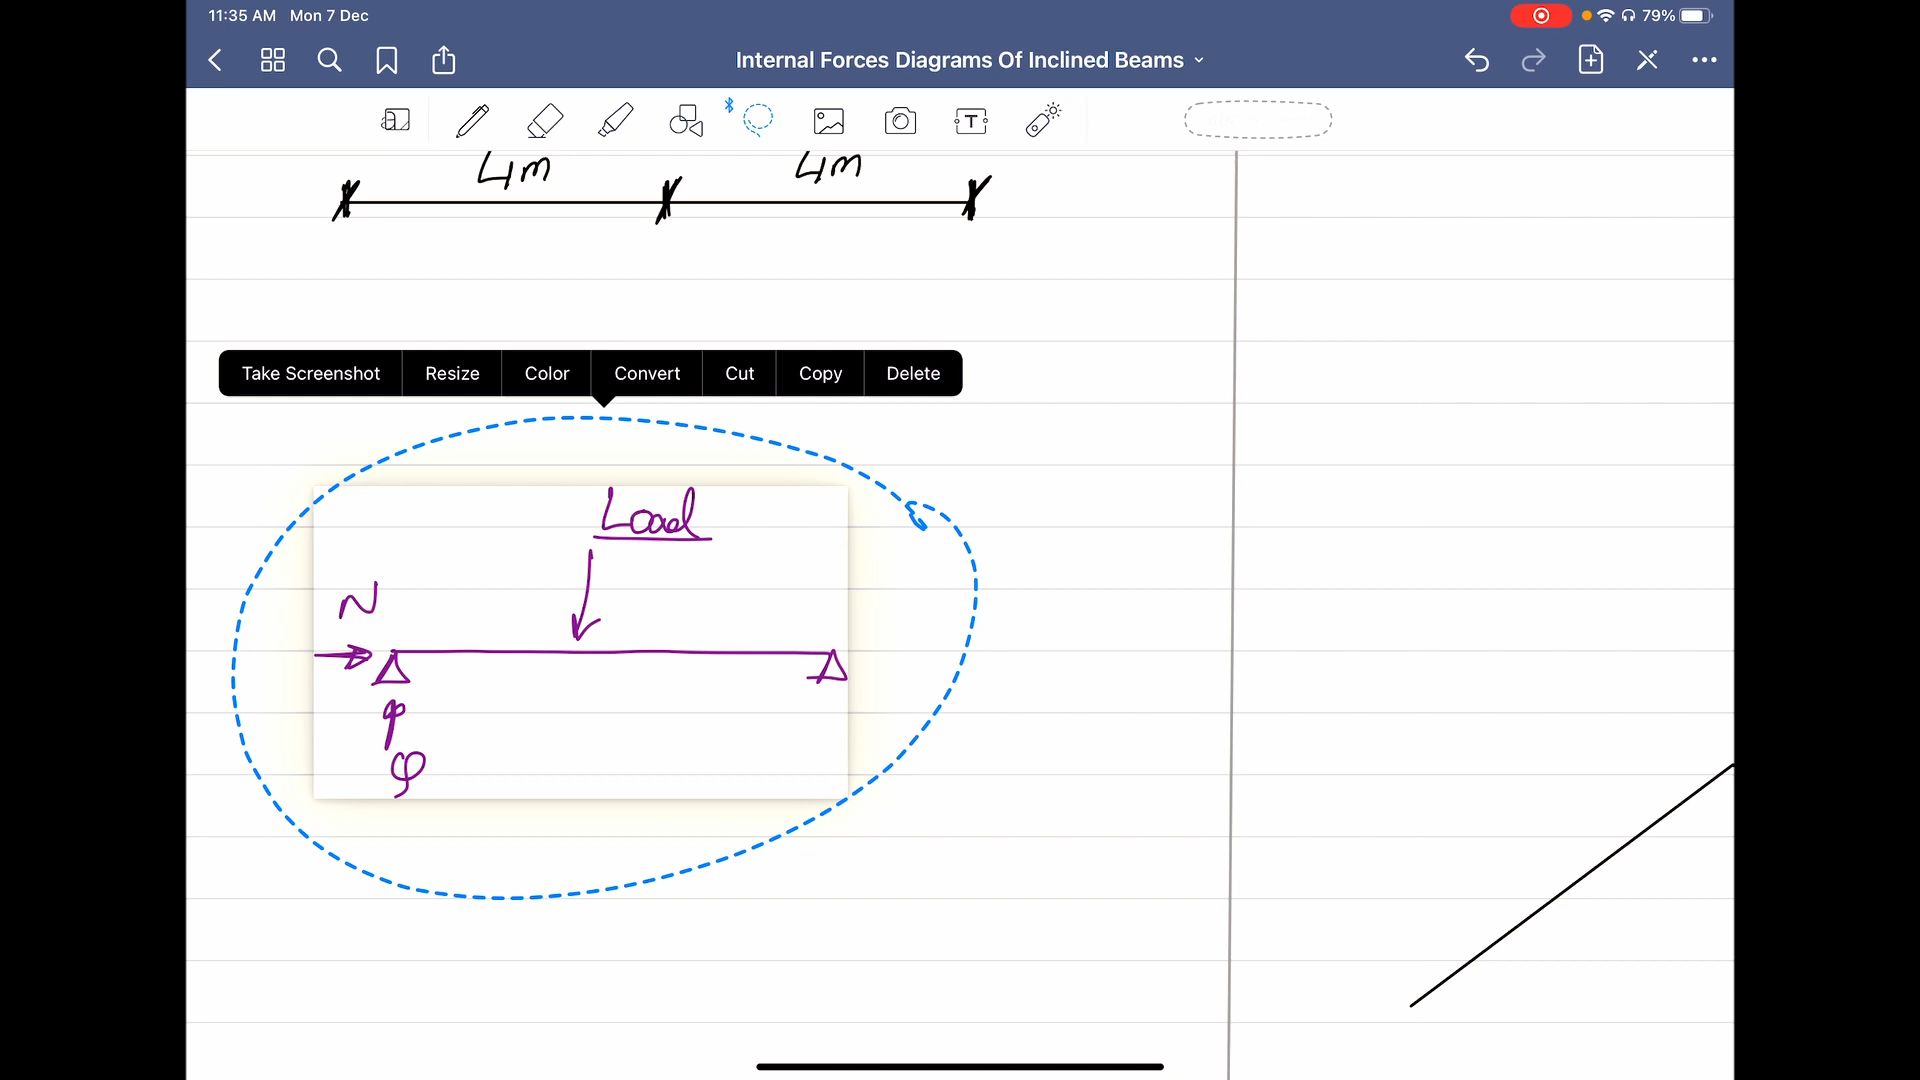 11:35 AM Mon 7 Dec
79%
Internal Forces Diagrams Of Inclined Beams
T
4m 4m
Take Screenshot Resize Color Convert Cut Copy Delete
Load
N
φ